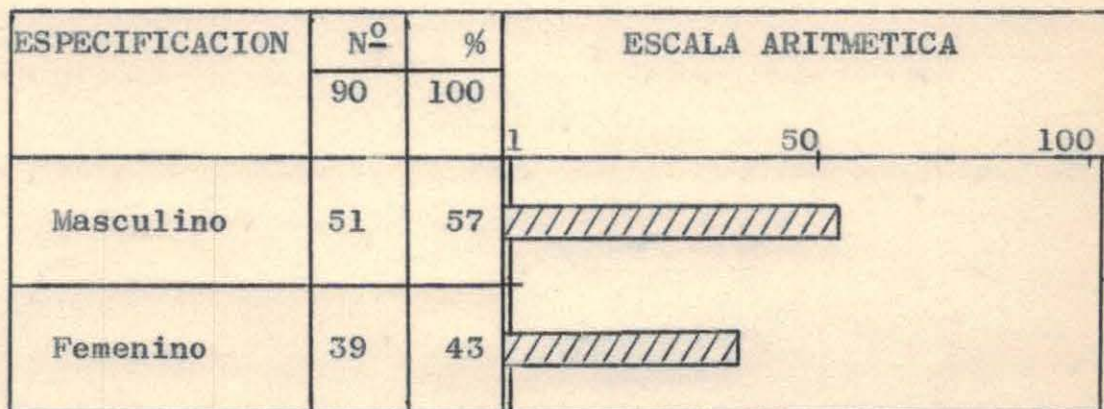 ESPECIFICACION Nº % ESCALA ARITMETICA
90 100
1 50 100
Masculino 51 57
Femenino 39 43